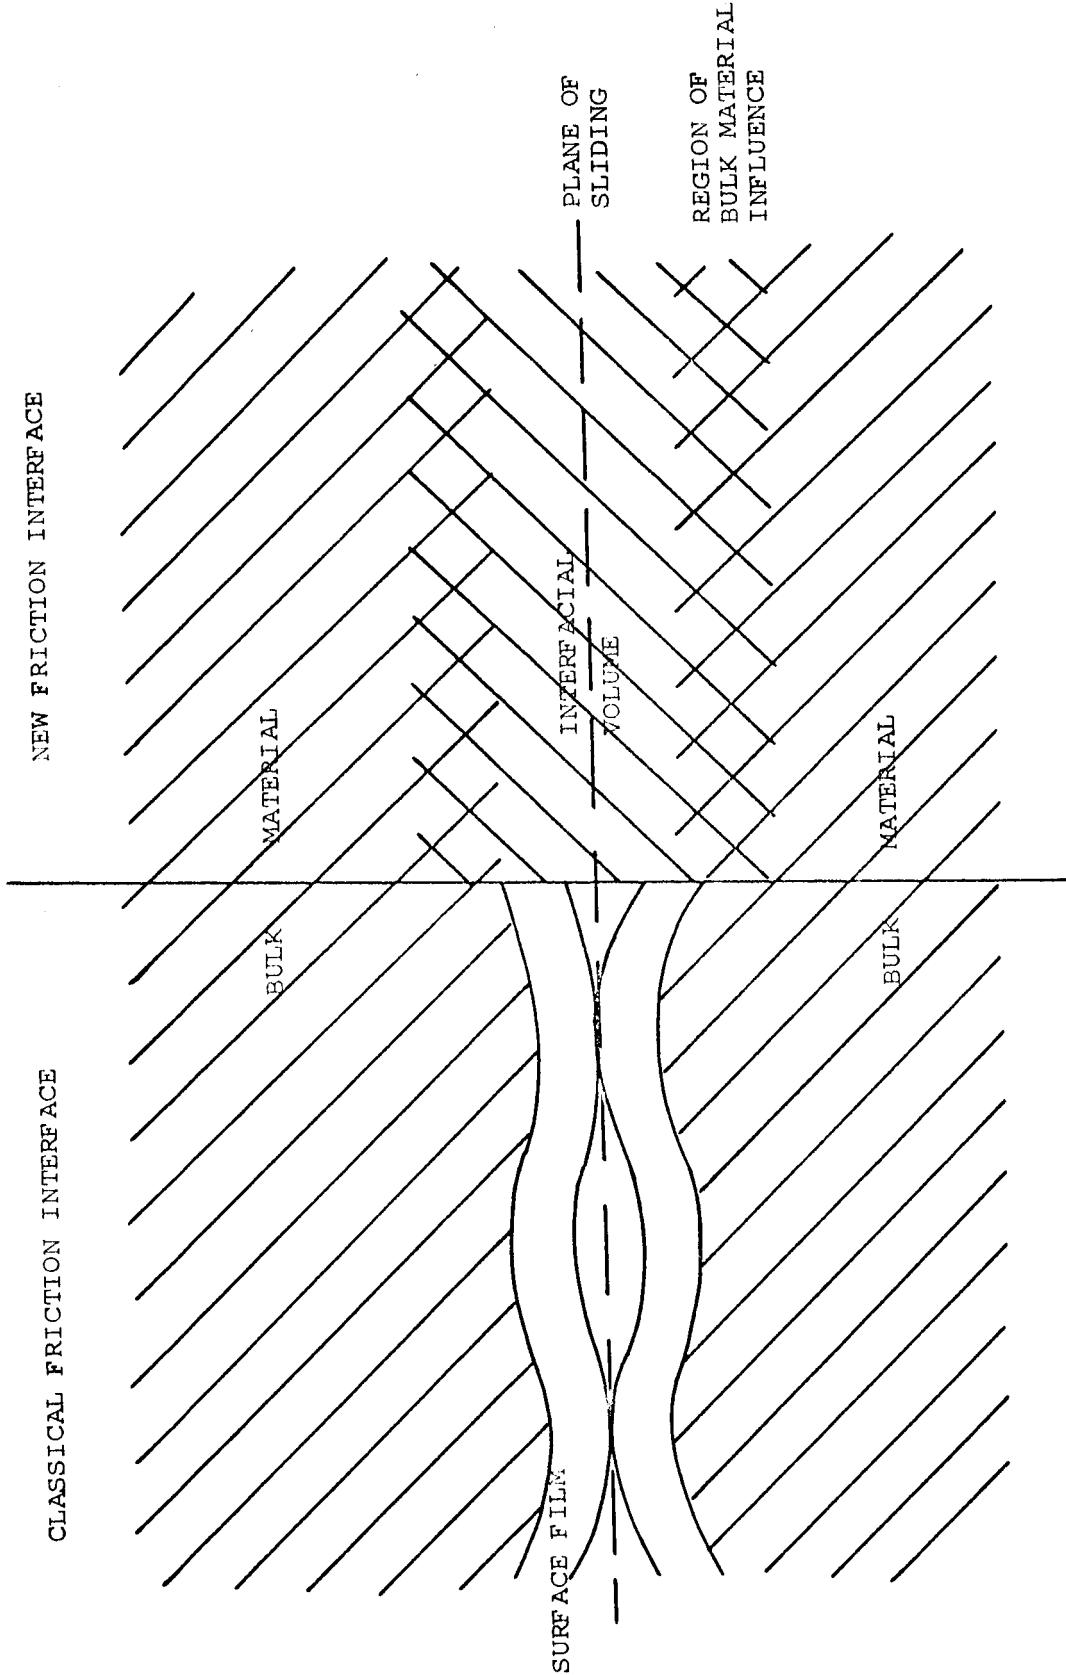 CLASSICAL FRICTION INTERFACE
NEW FRICTION INTERFACE
BULK
MATERIAL
SURFACE FILM
INTERFACIAL
VOLUME
PLANE OF
SLIDING
REGION OF
BULK MATERIAL
INFLUENCE
BULK
MATERIAL